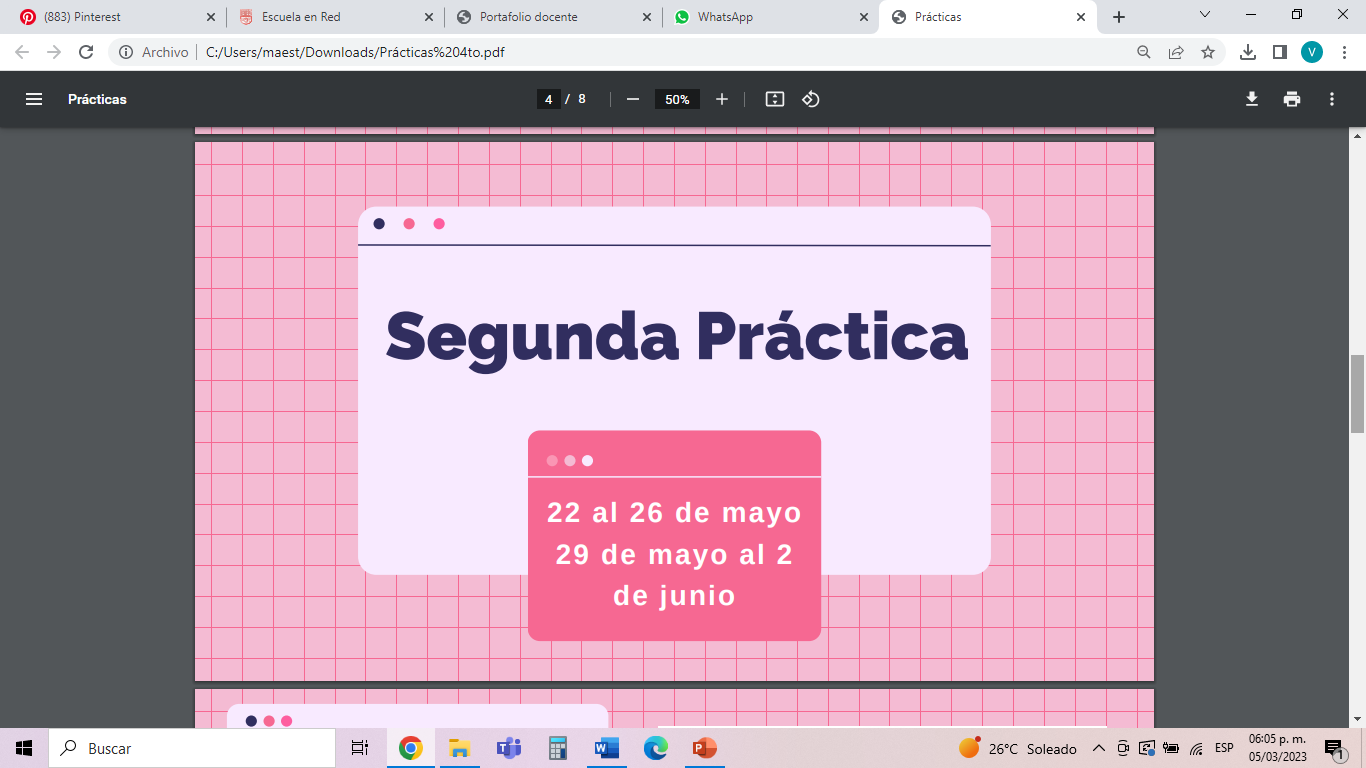 (883) Pinterest
Escuela en Red
Portafolio docente
WhatsApp
Prácticas
Archivo
C:/Users/maest/Downloads/Prácticas%204to.pdf
V
Prácticas
4 / 8
50%
Segunda Práctica
22 al 26 de mayo
29 de mayo al 2
de junio
Buscar
26°C Soleado
ESP
06:05 p. m.
05/03/2023
1